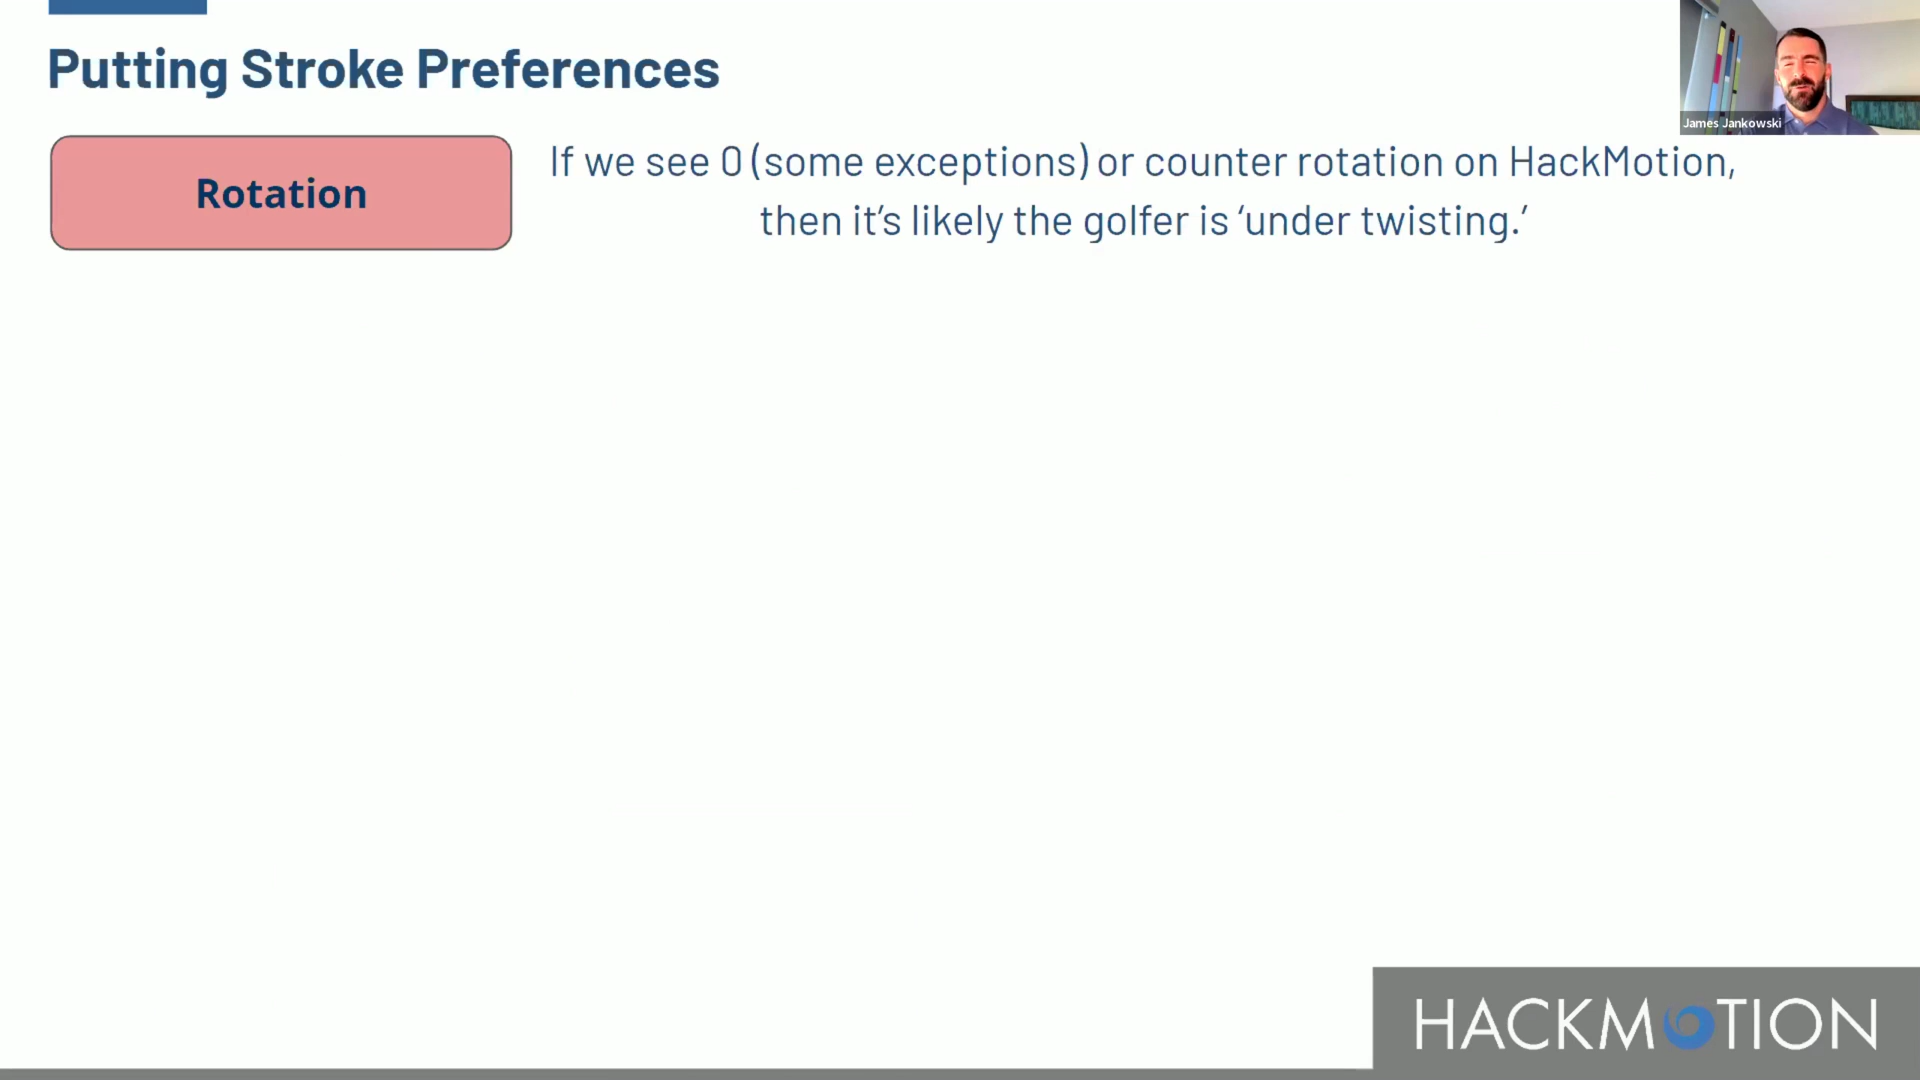 Putting Stroke Preferences
James Jankowski
Rotation
If we see 0 (some exceptions) or counter rotation on HackMotion,
then it’s likely the golfer is ‘under twisting.’
HACKMOTION